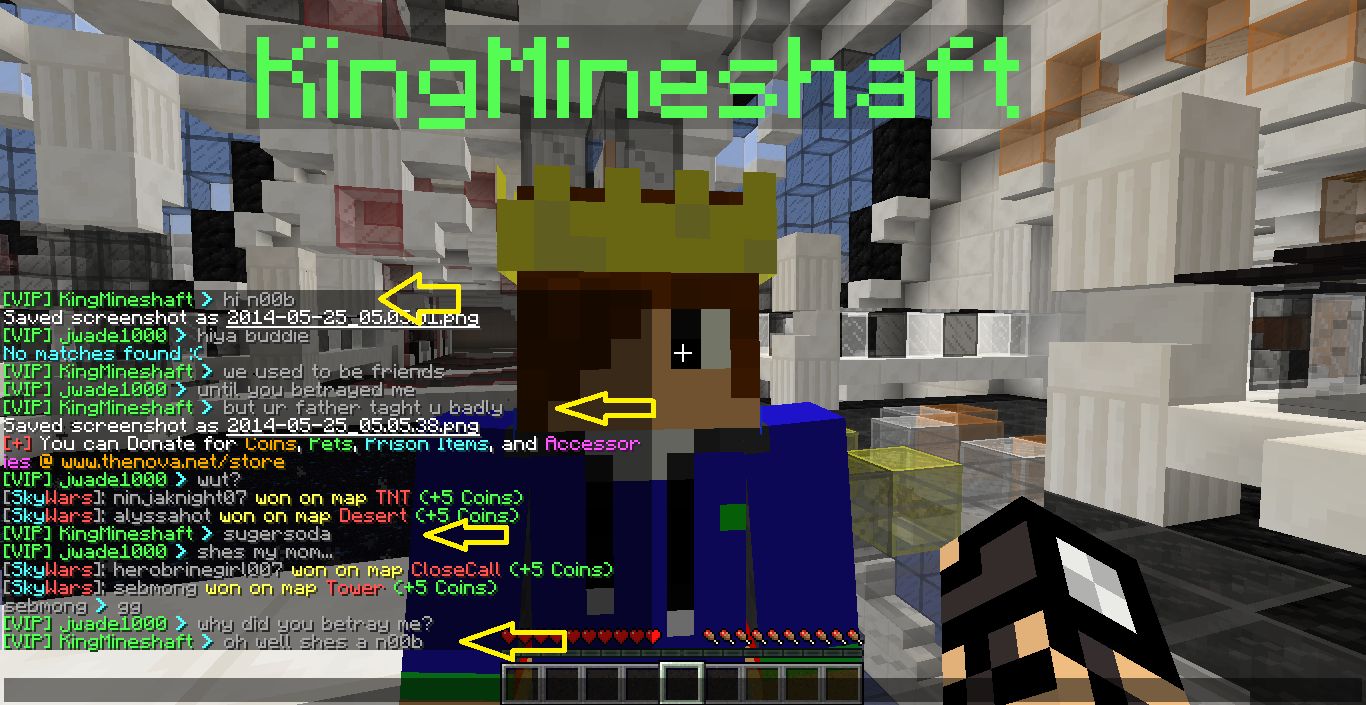 KingMineshaft
[VIP] KingMineshaft > hi n00b
Saved screenshot as 2014-05-25_05.05.01.png
[VIP] jwade1000 > hiya buddie
No matches found :(
[VIP] KingMineshaft > we used to be friends
[VIP] jwade1000 > until you betrayed me
[VIP] KingMineshaft > but ur father taght u badly
Saved screenshot as 2014-05-25_05.05.38.png
[+] You can Donate for Coins, Pets, Prison Items, and Accessor
ies @ www.thenova.net/store
[VIP] jwade1000 > wut?
[SkyWars]: ninjaknight07 won on map TNT (+5 Coins)
[SkyWars]: alyssahot won on map Desert (+5 Coins)
[VIP] KingMineshaft > sugersoda
[VIP] jwade1000 > shes my mom...
[SkyWars]: herobrinegirl007 won on map CloseCall (+5 Coins)
[SkyWars]: sebmong won on map Tower (+5 Coins)
sebmong > gg
[VIP] jwade1000 > why did you betray me?
[VIP] KingMineshaft > oh well shes a n00b